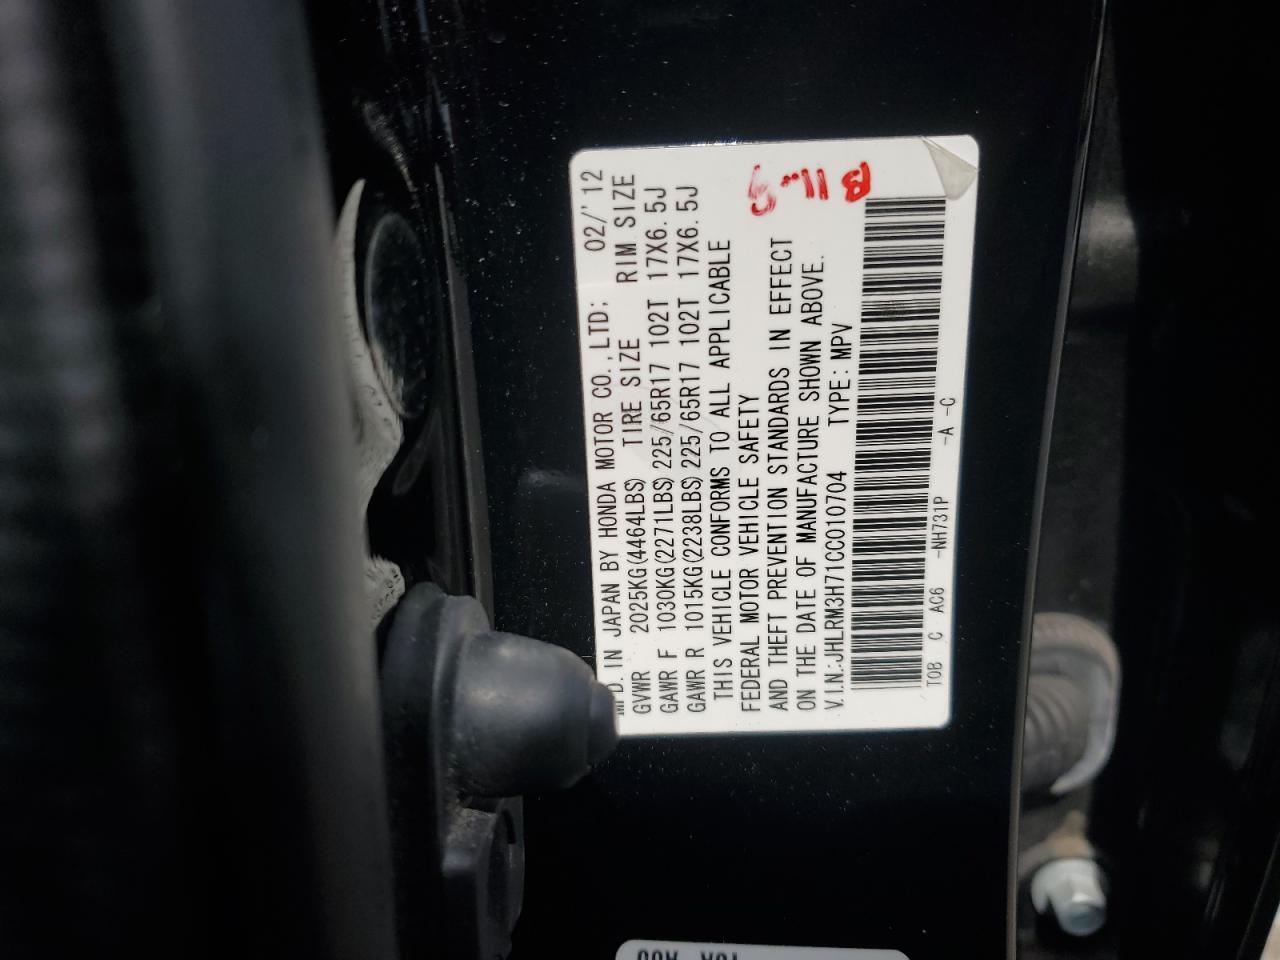 MFD. IN JAPAN BY HONDA MOTOR CO.,LTD; 02/'12
GVWR 2025KG(4464LBS) TIRE SIZE RIM SIZE
GAWR F 1030KG(2271LBS) 225/65R17 102T 17X6.5J
GAWR R 1015KG(2238LBS) 225/65R17 102T 17X6.5J
THIS VEHICLE CONFORMS TO ALL APPLICABLE
FEDERAL MOTOR VEHICLE SAFETY
AND THEFT PREVENTION STANDARDS IN EFFECT
ON THE DATE OF MANUFACTURE SHOWN ABOVE.
V.I.N.:JHLRM3H71CC010704 TYPE:MPV
TOB C AC6 -NH731P -A -C